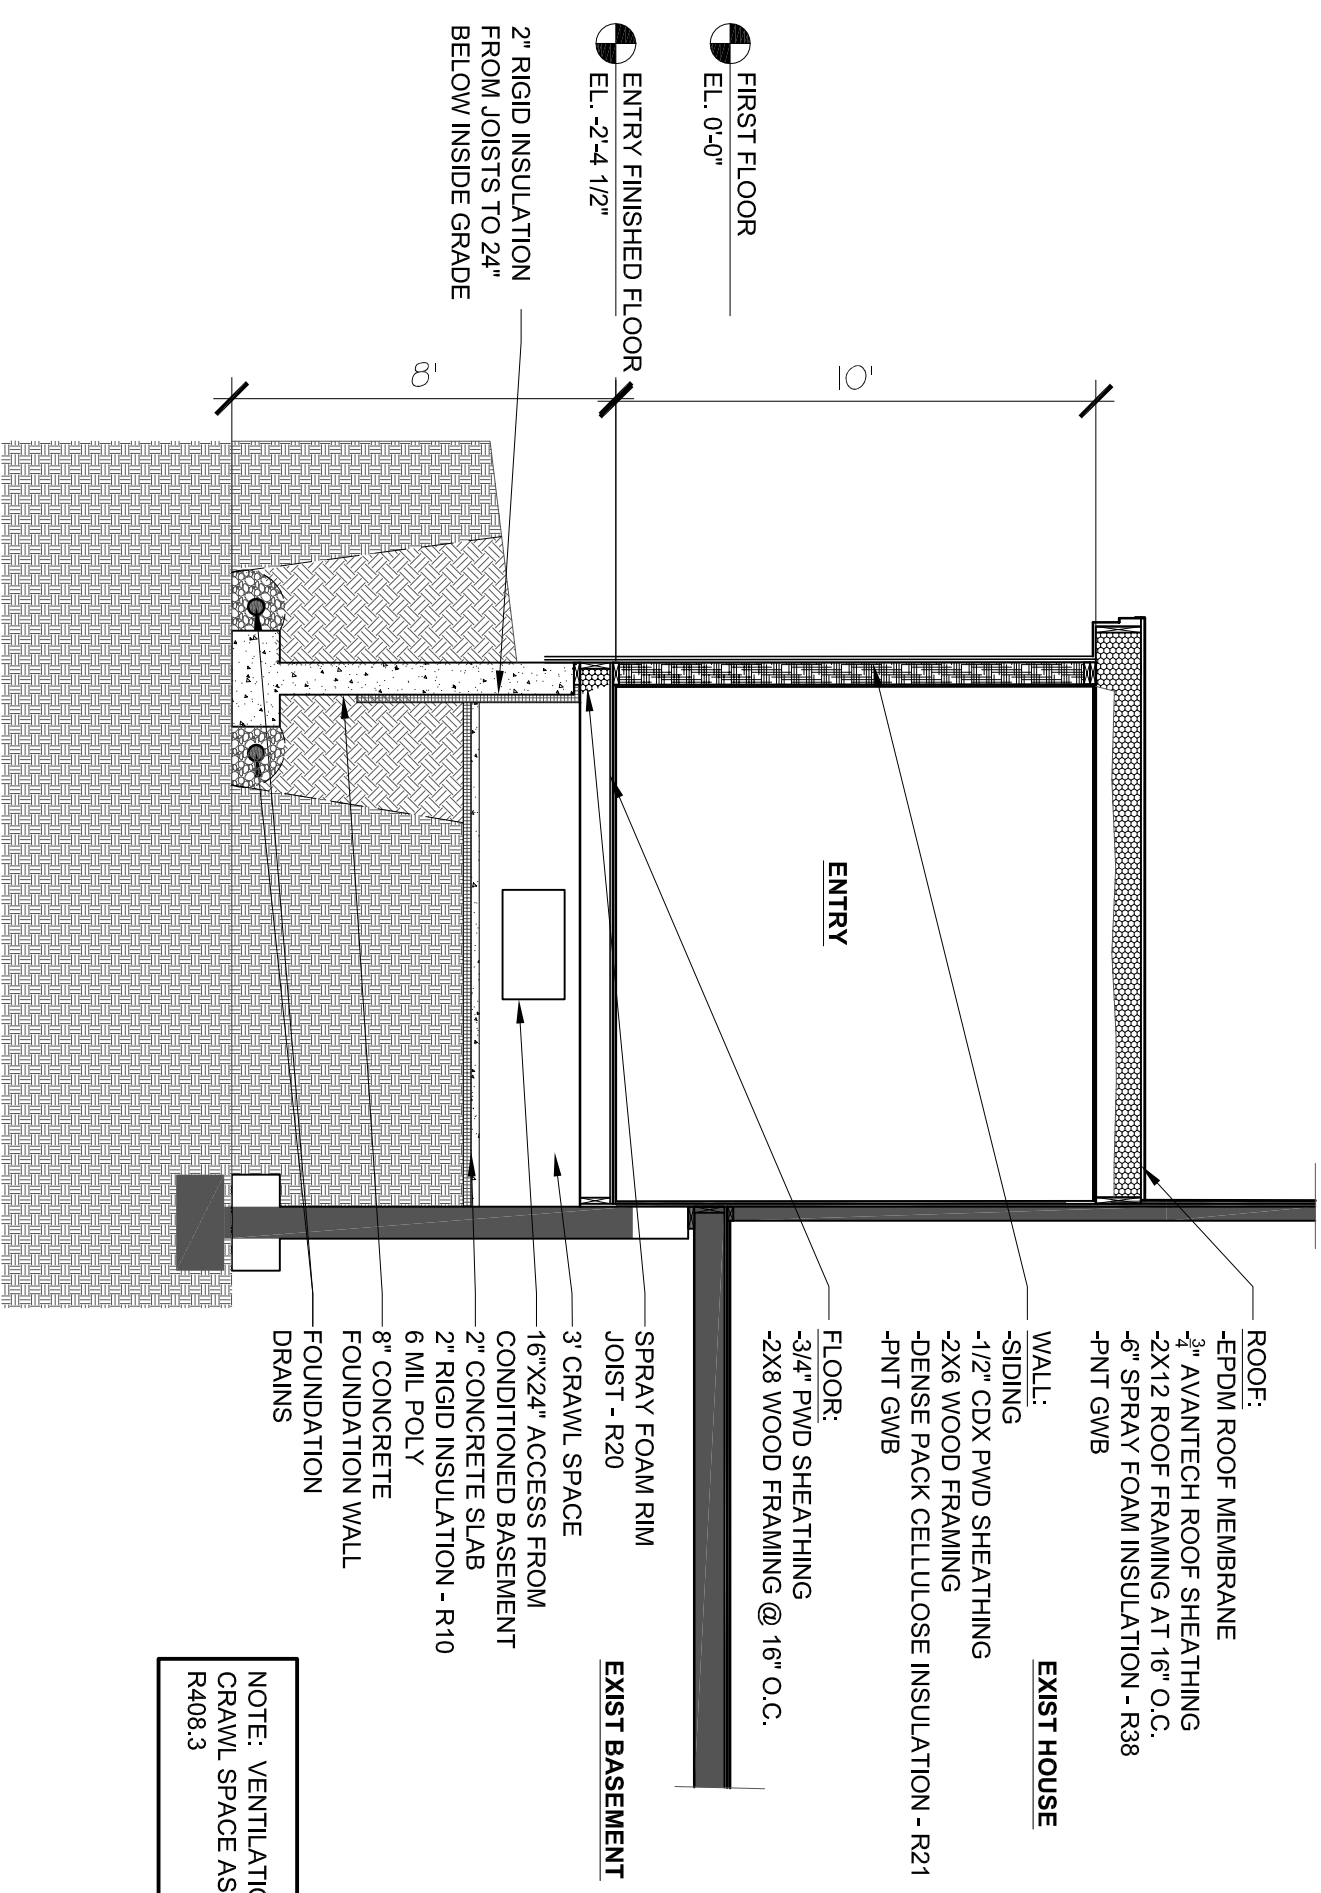 ROOF:
-EPDM ROOF MEMBRANE
-3/4" AVANTECH ROOF SHEATHING
-2X12 ROOF FRAMING AT 16" O.C.
-6" SPRAY FOAM INSULATION - R38
-PNT GWB
EXIST HOUSE
WALL:
-SIDING
-1/2" CDX PWD SHEATHING
-2X6 WOOD FRAMING
-DENSE PACK CELLULOSE INSULATION - R21
-PNT GWB
FLOOR:
-3/4" PWD SHEATHING
-2X8 WOOD FRAMING @ 16" O.C.
FIRST FLOOR
EL. 0'-0"
ENTRY FINISHED FLOOR
EL. -2'-4 1/2"
2" RIGID INSULATION
FROM JOISTS TO 24"
BELOW INSIDE GRADE
10'
8'
ENTRY
EXIST BASEMENT
SPRAY FOAM RIM
JOIST - R20
3' CRAWL SPACE
16"X24" ACCESS FROM
CONDITIONED BASEMENT
2" CONCRETE SLAB
2" RIGID INSULATION - R10
6 MIL POLY
8" CONCRETE
FOUNDATION WALL
FOUNDATION
DRAINS
NOTE: 
CRAWL SPACE AS
R408.3